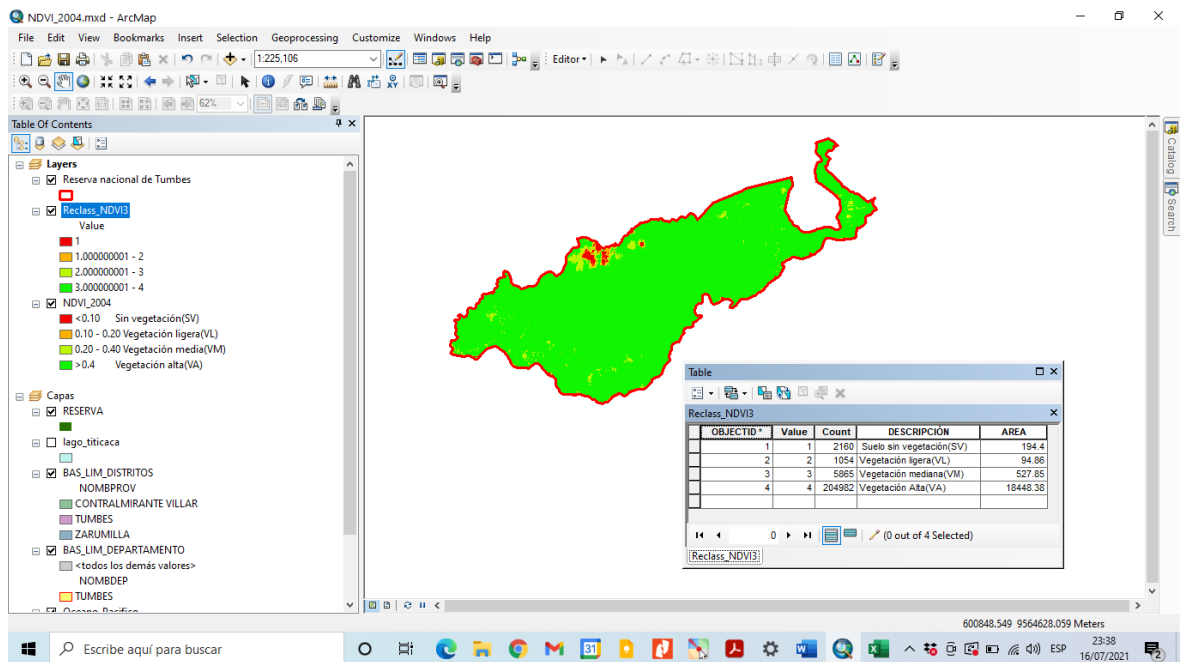 NDVI_2004.mxd - ArcMap
File Edit View Bookmarks Insert Selection Geoprocessing Customize Windows Help
1:225,106
Editor
62%
Table Of Contents
Layers
Reserva nacional de Tumbes
Reclass_NDVI3
Value
1
1.000000001 - 2
2.000000001 - 3
3.000000001 - 4
NDVI_2004
<0.10 Sin vegetación(SV)
0.10 - 0.20 Vegetación ligera(VL)
0.20 - 0.40 Vegetación media(VM)
>0.4 Vegetación alta(VA)
Capas
RESERVA
lago_titicaca
BAS_LIM_DISTRITOS
NOMBPROV
CONTRALMIRANTE VILLAR
TUMBES
ZARUMILLA
BAS_LIM_DEPARTAMENTO
<todos los demás valores>
NOMBDEP
TUMBES
Oceano_Pacifico
Catalog
Search
Table
Reclass_NDVI3
OBJECTID * Value Count DESCRIPCIÓN AREA
1 1 2160 Suelo sin vegetación(SV) 194.4
2 2 1054 Vegetación ligera(VL) 94.86
3 3 5865 Vegetación mediana(VM) 527.85
4 4 204982 Vegetación Alta(VA) 18448.38
0
(0 out of 4 Selected)
Reclass_NDVI3
600848.549 9564628.059 Meters
Escribe aquí para buscar
31
ESP
23:38
16/07/2021
2